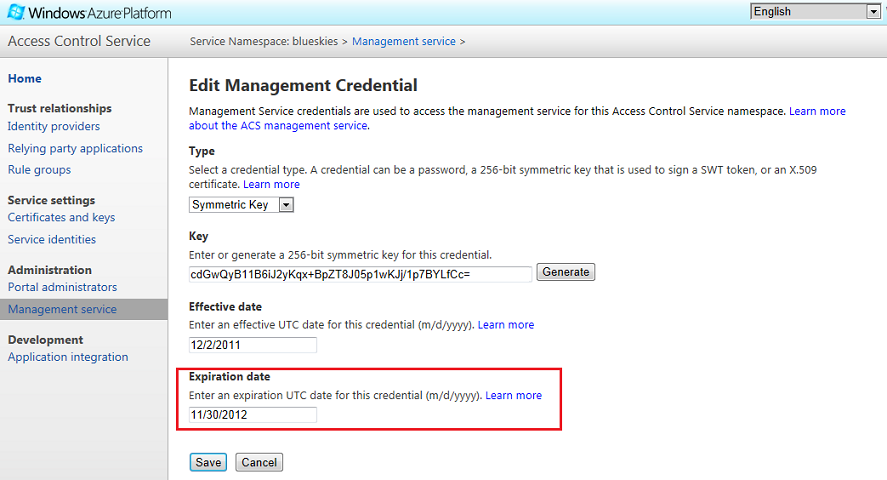 Windows Azure Platform
English
Access Control Service
Service Namespace: blueskies > Management service >
Home
Trust relationships
Identity providers
Relying party applications
Rule groups
Service settings
Certificates and keys
Service identities
Administration
Portal administrators
Management service
Development
Application integration
Edit Management Credential
Management Service credentials are used to access the management service for this Access Control Service namespace. Learn more
about the ACS management service.
Type
Select a credential type. A credential can be a password, a 256-bit symmetric key that is used to sign a SWT token, or an X.509
certificate. Learn more
Symmetric Key
Key
Enter or generate a 256-bit symmetric key for this credential.
cdGwQyB11B6iJ2yKqx+BpZT8J05p1wKJj/1p7BYLfCc=
Generate
Effective date
Enter an effective UTC date for this credential (m/d/yyyy). Learn more
12/2/2011
Expiration date
Enter an expiration UTC date for this credential (m/d/yyyy). Learn more
11/30/2012
Save Cancel